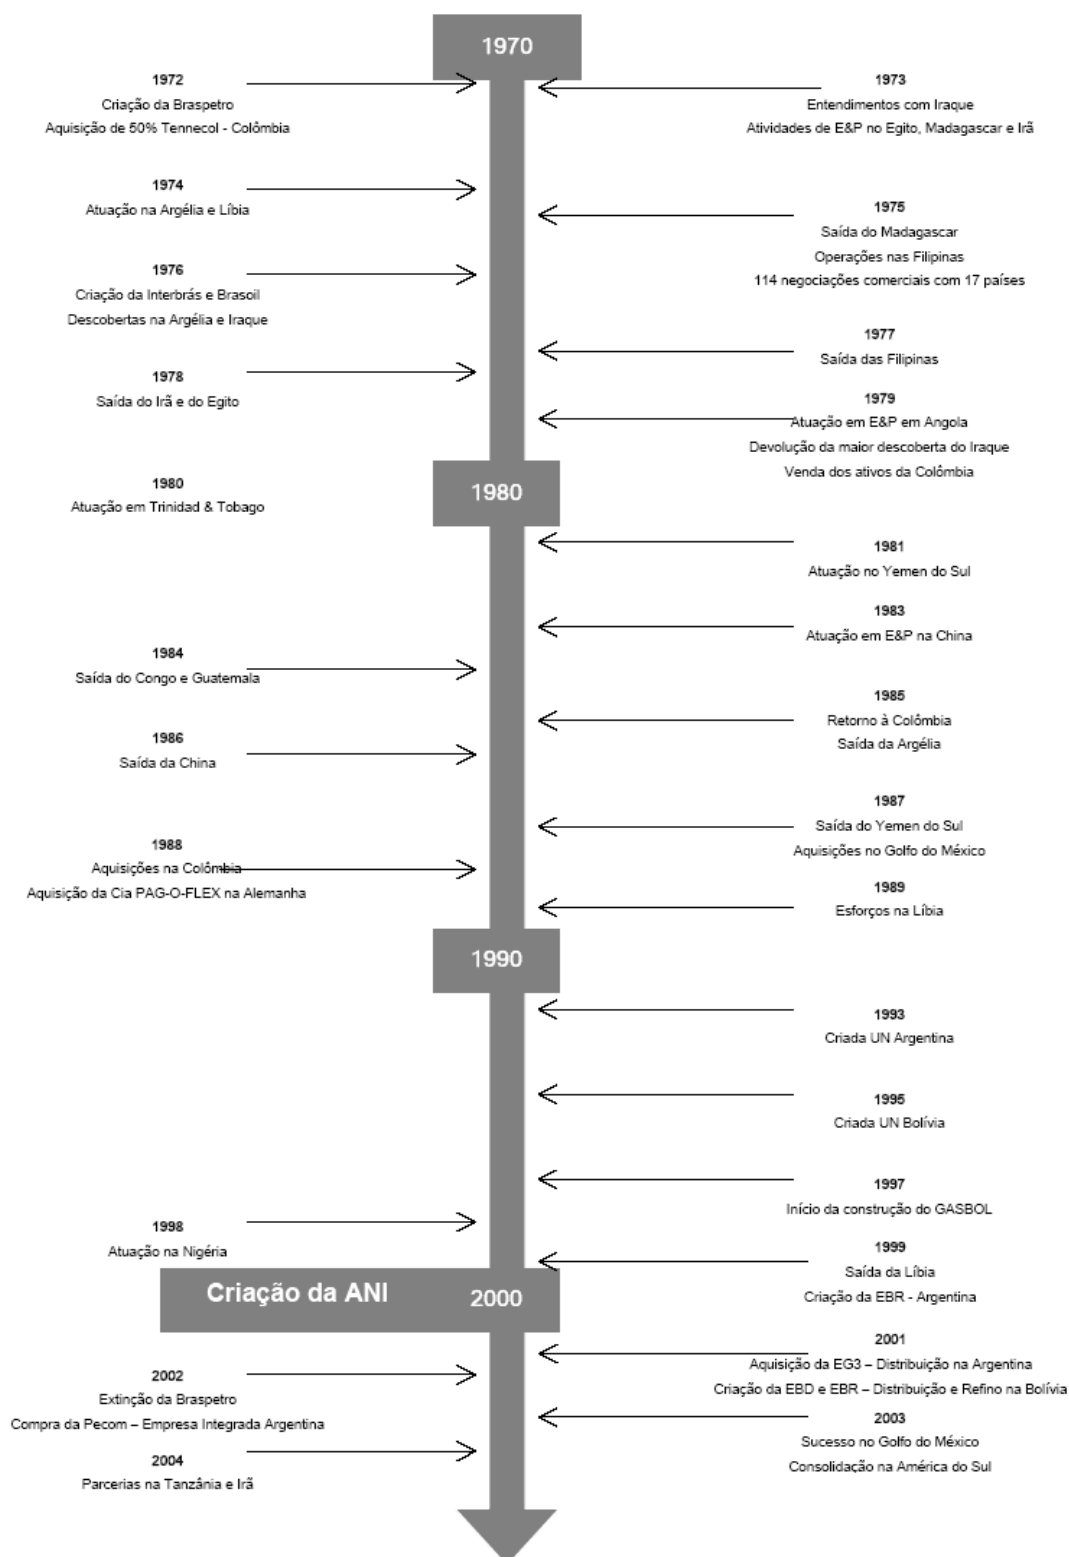 1970
1972
Criação da Braspetro
Aquisição de 50% Tennecol - Colômbia
1973
Entendimentos com Iraque
Atividades de E&P no Egito, Madagascar e Irã
1974
Atuação na Argélia e Líbia
1975
Saída do Madagascar
Operações nas Filipinas
114 negociações comerciais com 17 países
1976
Criação da Interbrás e Brasoil
Descobertas na Argélia e Iraque
1977
Saída das Filipinas
1978
Saída do Irã e do Egito
1979
Atuação em E&P em Angola
Devolução da maior descoberta do Iraque
Venda dos ativos da Colômbia
1980
1980
Atuação em Trinidad & Tobago
1981
Atuação no Yemen do Sul
1983
Atuação em E&P na China
1984
Saída do Congo e Guatemala
1985
Retorno à Colômbia
Saída da Argélia
1986
Saída da China
1987
Saída do Yemen do Sul
Aquisições no Golfo do México
1988
Aquisições na Colômbia
Aquisição da Cia PAG-O-FLEX na Alemanha
1989
Esforços na Líbia
1990
1993
Criada UN Argentina
1995
Criada UN Bolívia
1997
Início da construção do GASBOL
1998
Atuação na Nigéria
1999
Saída da Líbia
Criação da EBR - Argentina
Criação da ANI 2000
2001
Aquisição da EG3 – Distribuição na Argentina
Criação da EBD e EBR – Distribuição e Refino na Bolívia
2002
Extinção da Braspetro
Compra da Pecom – Empresa Integrada Argentina
2003
Sucesso no Golfo do México
Consolidação na América do Sul
2004
Parcerias na Tanzânia e Irã